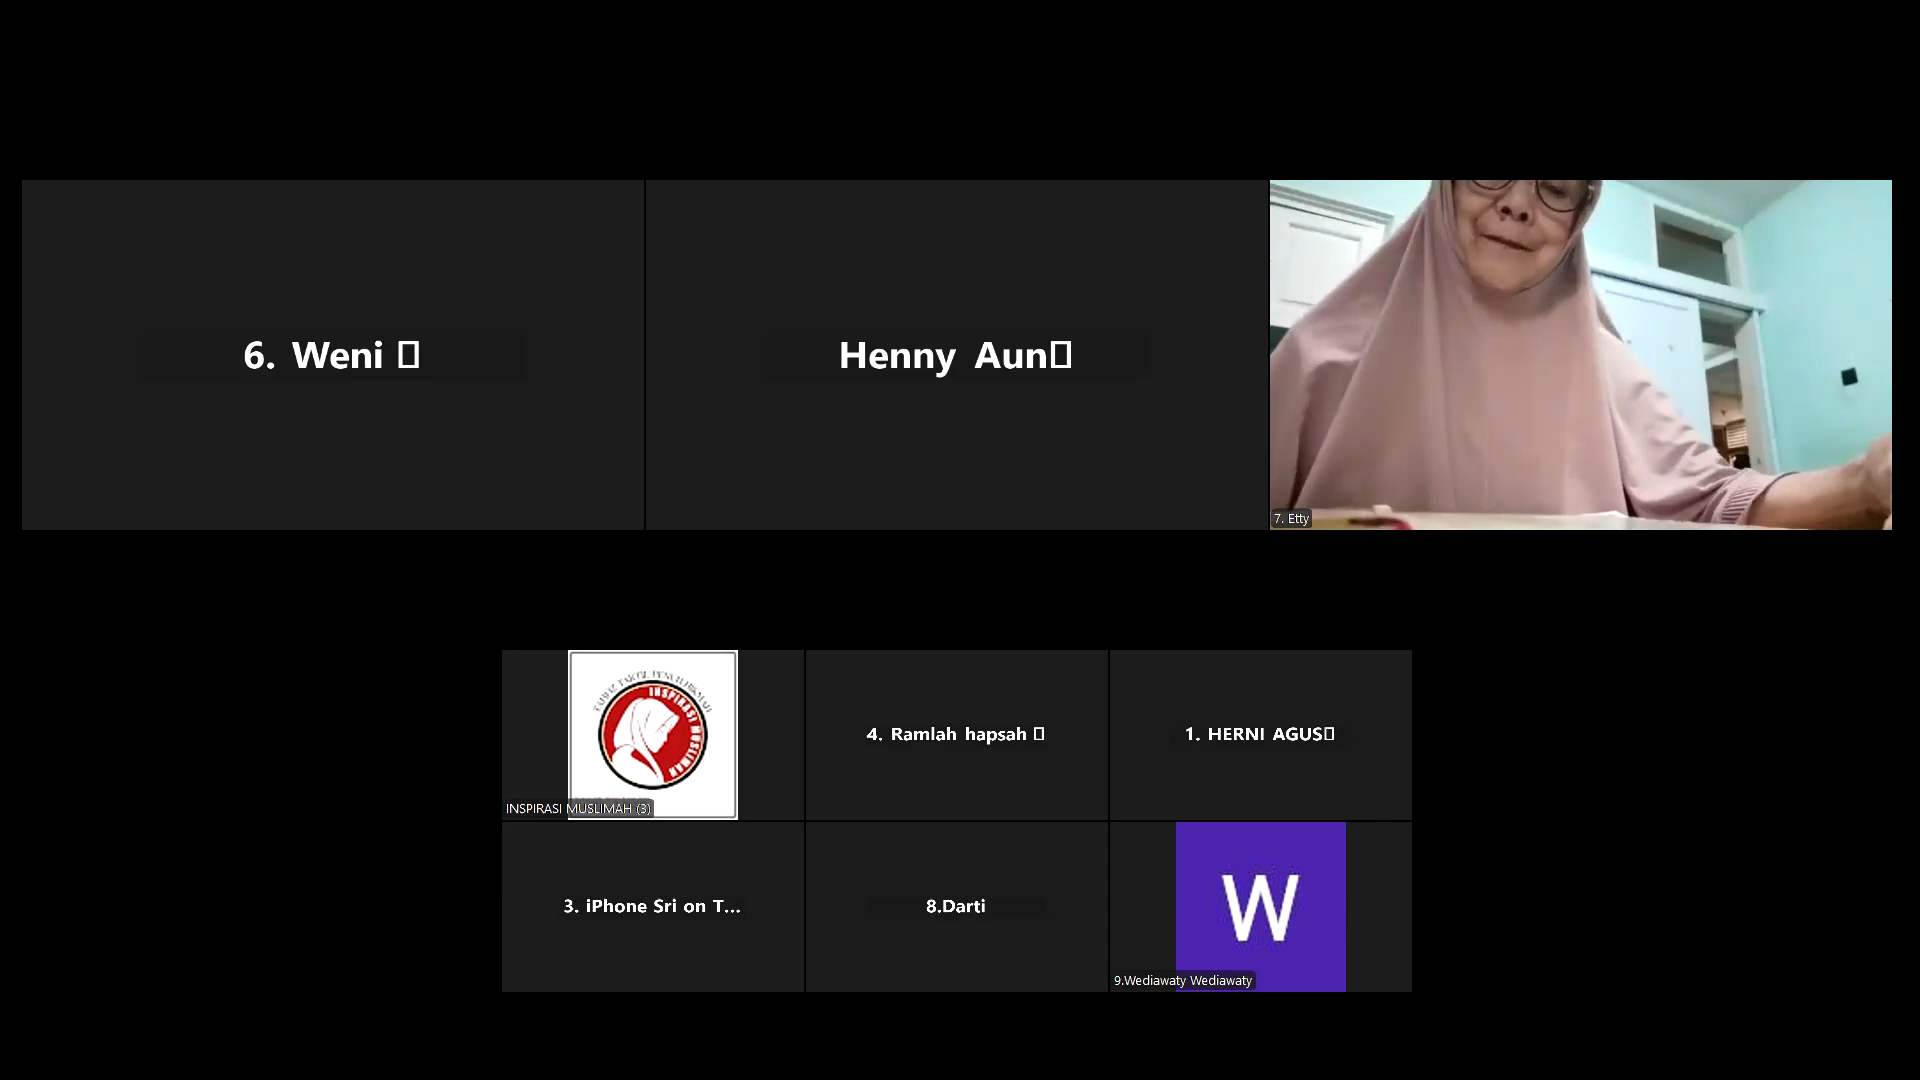 6. Weni
Henny Aun
7. Etty
INSPIRASI MUSLIMAH
INSPIRASI MUSLIMAH (3)
4. Ramlah hapsah
1. HERNI AGUS
3. iPhone Sri on T...
8.Darti
W
9.Wediawaty Wediawaty